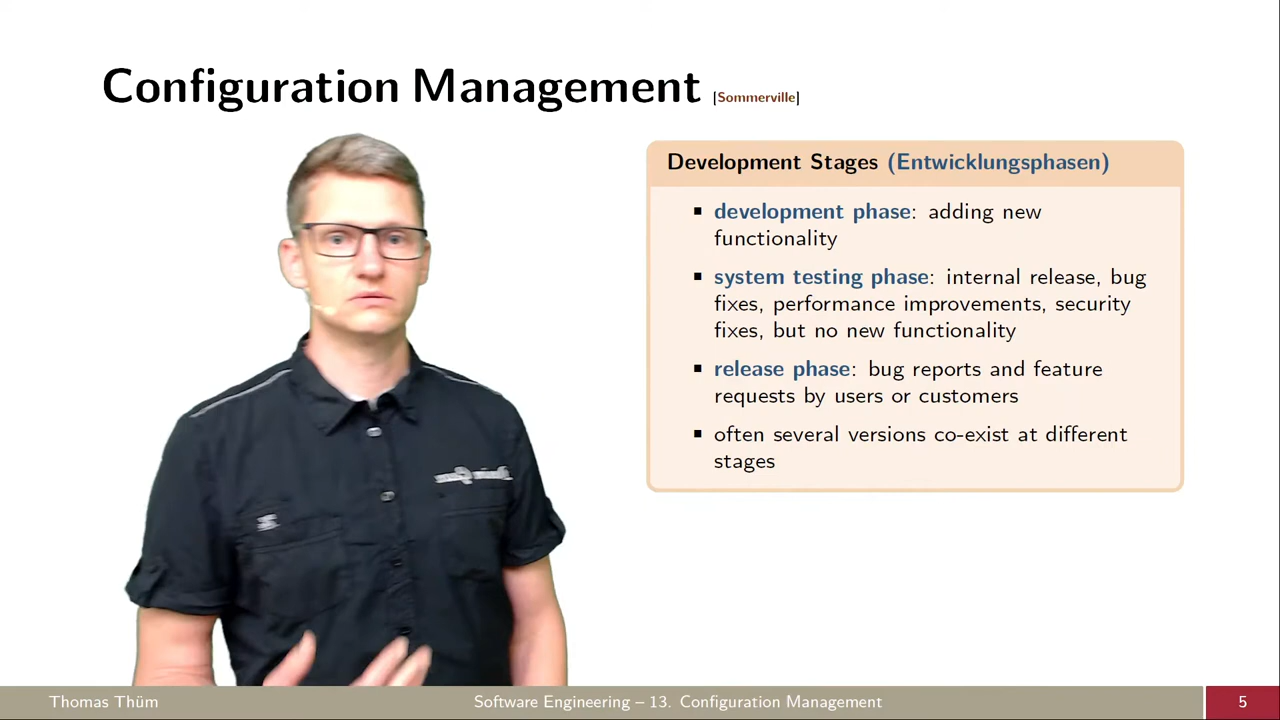 Configuration Management [Sommerville]
Development Stages (Entwicklungsphasen)
▪ development phase: adding new
functionality
▪ system testing phase: internal release, bug
fixes, performance improvements, security
fixes, but no new functionality
▪ release phase: bug reports and feature
requests by users or customers
▪ often several versions co-exist at different
stages
Thomas Thüm
Software Engineering – 13. Configuration Management
5